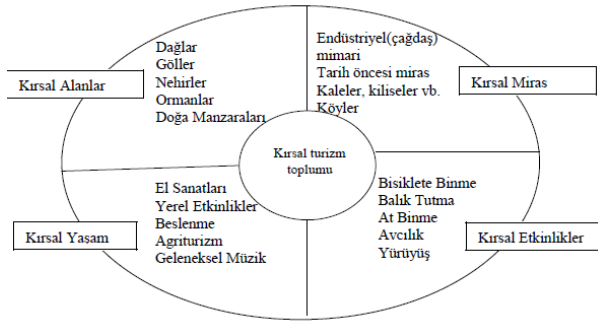 Kırsal Alanlar
Dağlar
Göller
Nehirler
Ormanlar
Doğa Manzaraları
Endüstriyel(çağdaş)
mimari
Tarih öncesi miras
Kaleler, kiliseler vb.
Köyler
Kırsal Miras
Kırsal turizm
toplumu
Kırsal Yaşam
El Sanatları
Yerel Etkinlikler
Beslenme
Agriturizm
Geleneksel Müzik
Bisiklete Binme
Balık Tutma
At Binme
Avcılık
Yürüyüş
Kırsal Etkinlikler